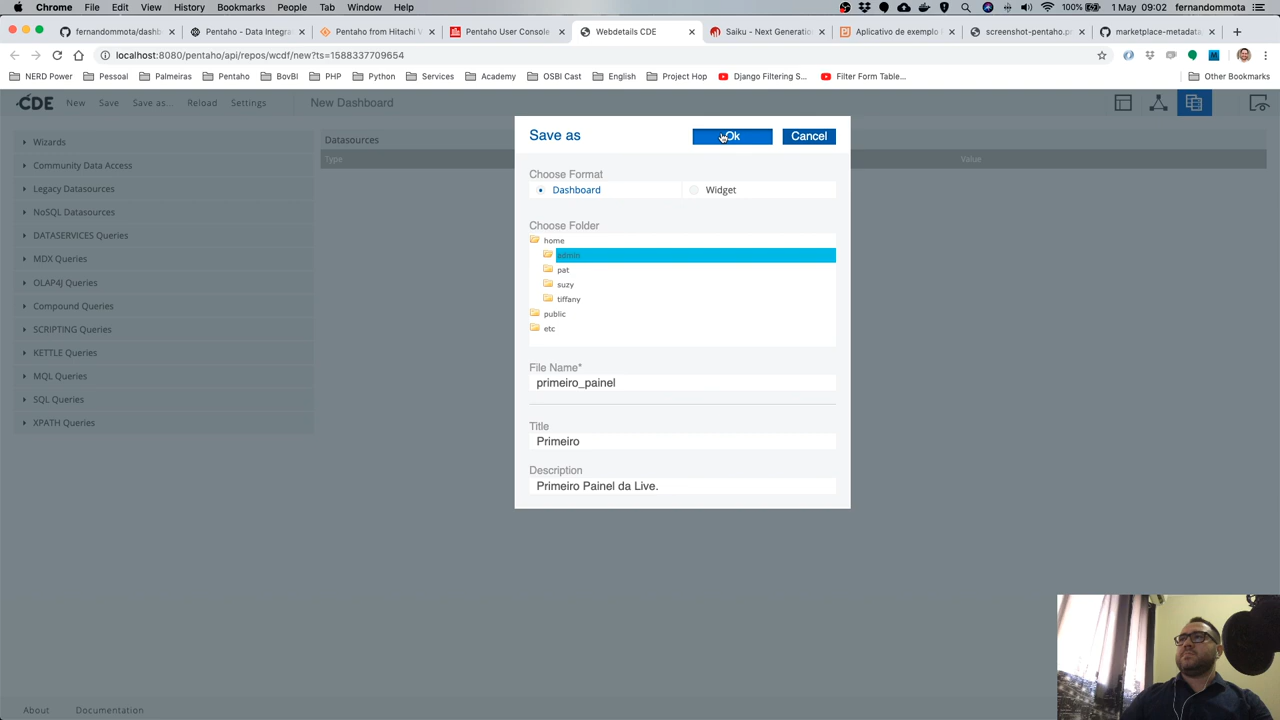 Chrome File Edit View History Bookmarks People Tab Window Help 100% 1 May 09:02
fernandommota/dashb Pentaho - Data Integra Pentaho from Hitachi V Pentaho User Console Webdetails CDE Saiku - Next Generatio Aplicativo de exemplo screenshot-pentaho.pr marketplace-metadata
localhost:8080/pentaho/api/repos/wcdf/new?ts=1588337709654
NERD Power Pessoal Palmeiras Pentaho BovBI PHP Python Services Academy OSBI Cast English Project Hop Django Filtering S... Filter Form Table... Other Bookmarks
CDE New Save Save as... Reload Settings New Dashboard
Save as Ok Cancel
Wizards
Community Data Access
Legacy Datasources
NoSQL Datasources
DATASERVICES Queries
MDX Queries
OLAP4J Queries
Compound Queries
SCRIPTING Queries
KETTLE Queries
MQL Queries
SQL Queries
XPATH Queries
Datasources
Type Value
Choose Format
Dashboard Widget
Choose Folder
home
admin
pat
suzy
tiffany
public
etc
File Name*
primeiro_painel
Title
Primeiro
Description
Primeiro Painel da Live.
About Documentation